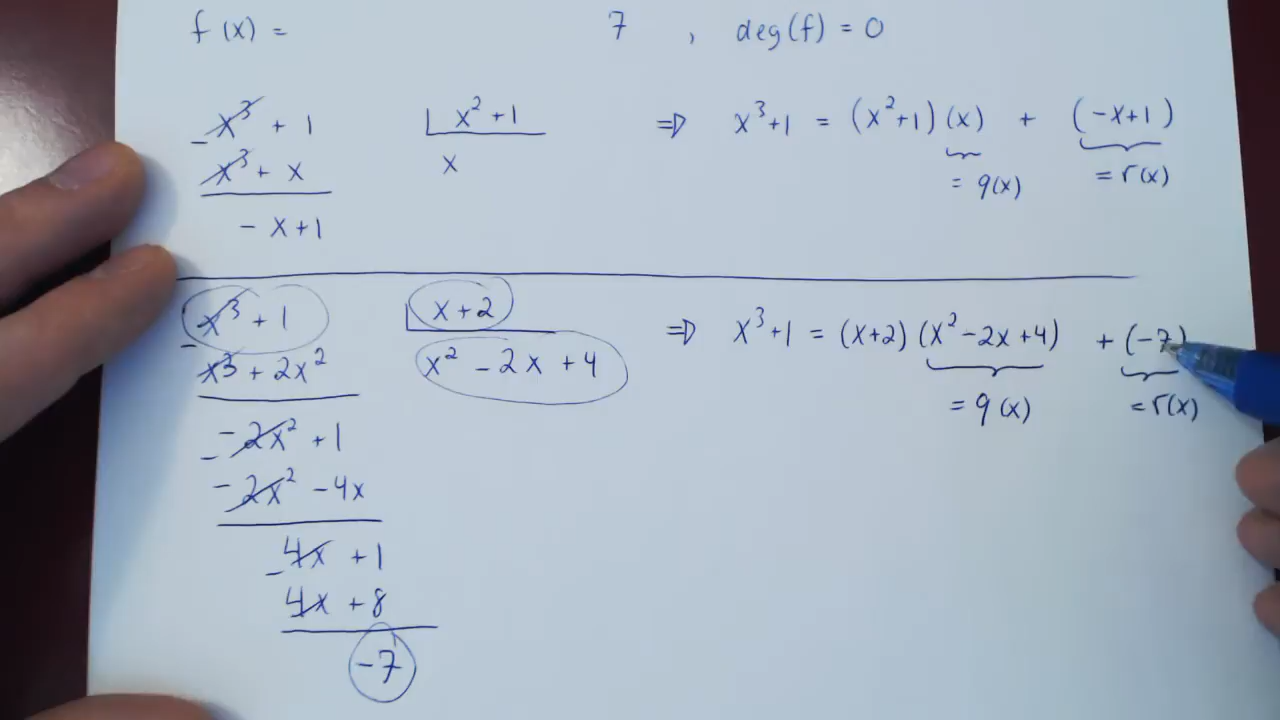 f(x) = 7 , deg(f) = 0
x³ + 1 x² + 1 ⇒ x³+1 = (x²+1)(x) + (-x+1)
- x³ + x x = q(x) = r(x)
- x + 1
x³ + 1 x + 2 ⇒ x³+1 = (x+2)(x²-2x+4) + (-7)
- x³ + 2x² x² - 2x + 4 = q(x) = r(x)
-2x² + 1
- -2x² - 4x
4x + 1
- 4x + 8
-7